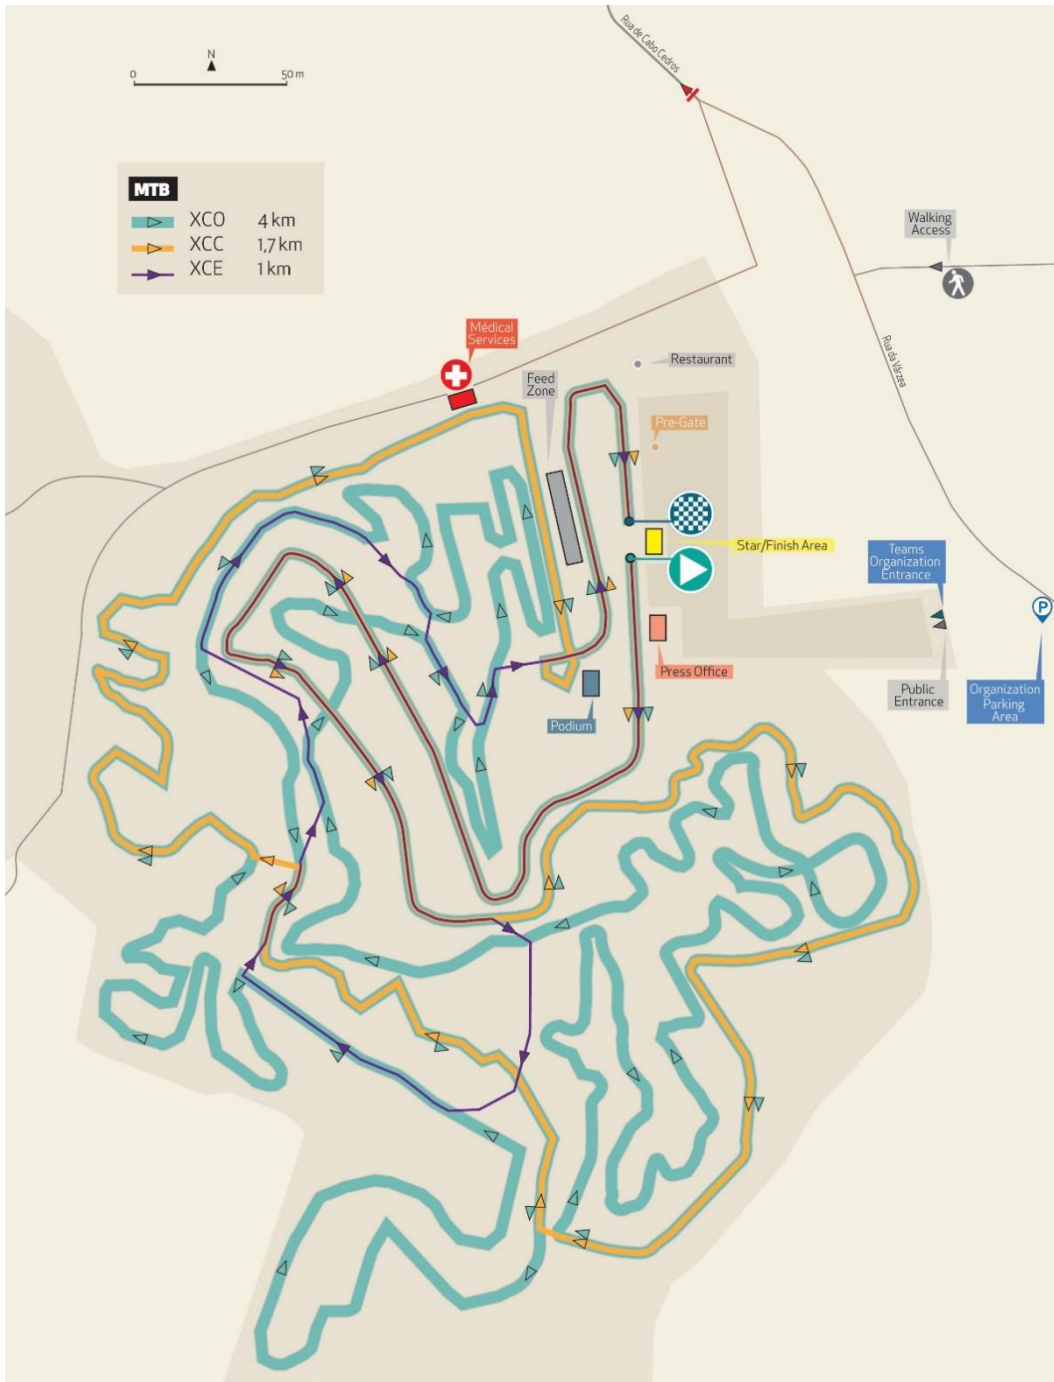 Rua de Cabo Cedros
N
0
50 m
MTB
XCO 4 km
XCC 1,7 km
XCE 1 km
Walking
Access
Rua da Várzea
Médical
Services
Restaurant
Feed
Zone
Pre-Gate
Star/Finish Area
Teams
Organization
Entrance
P
Press Office
Podium
Public
Entrance
Organization
Parking
Area